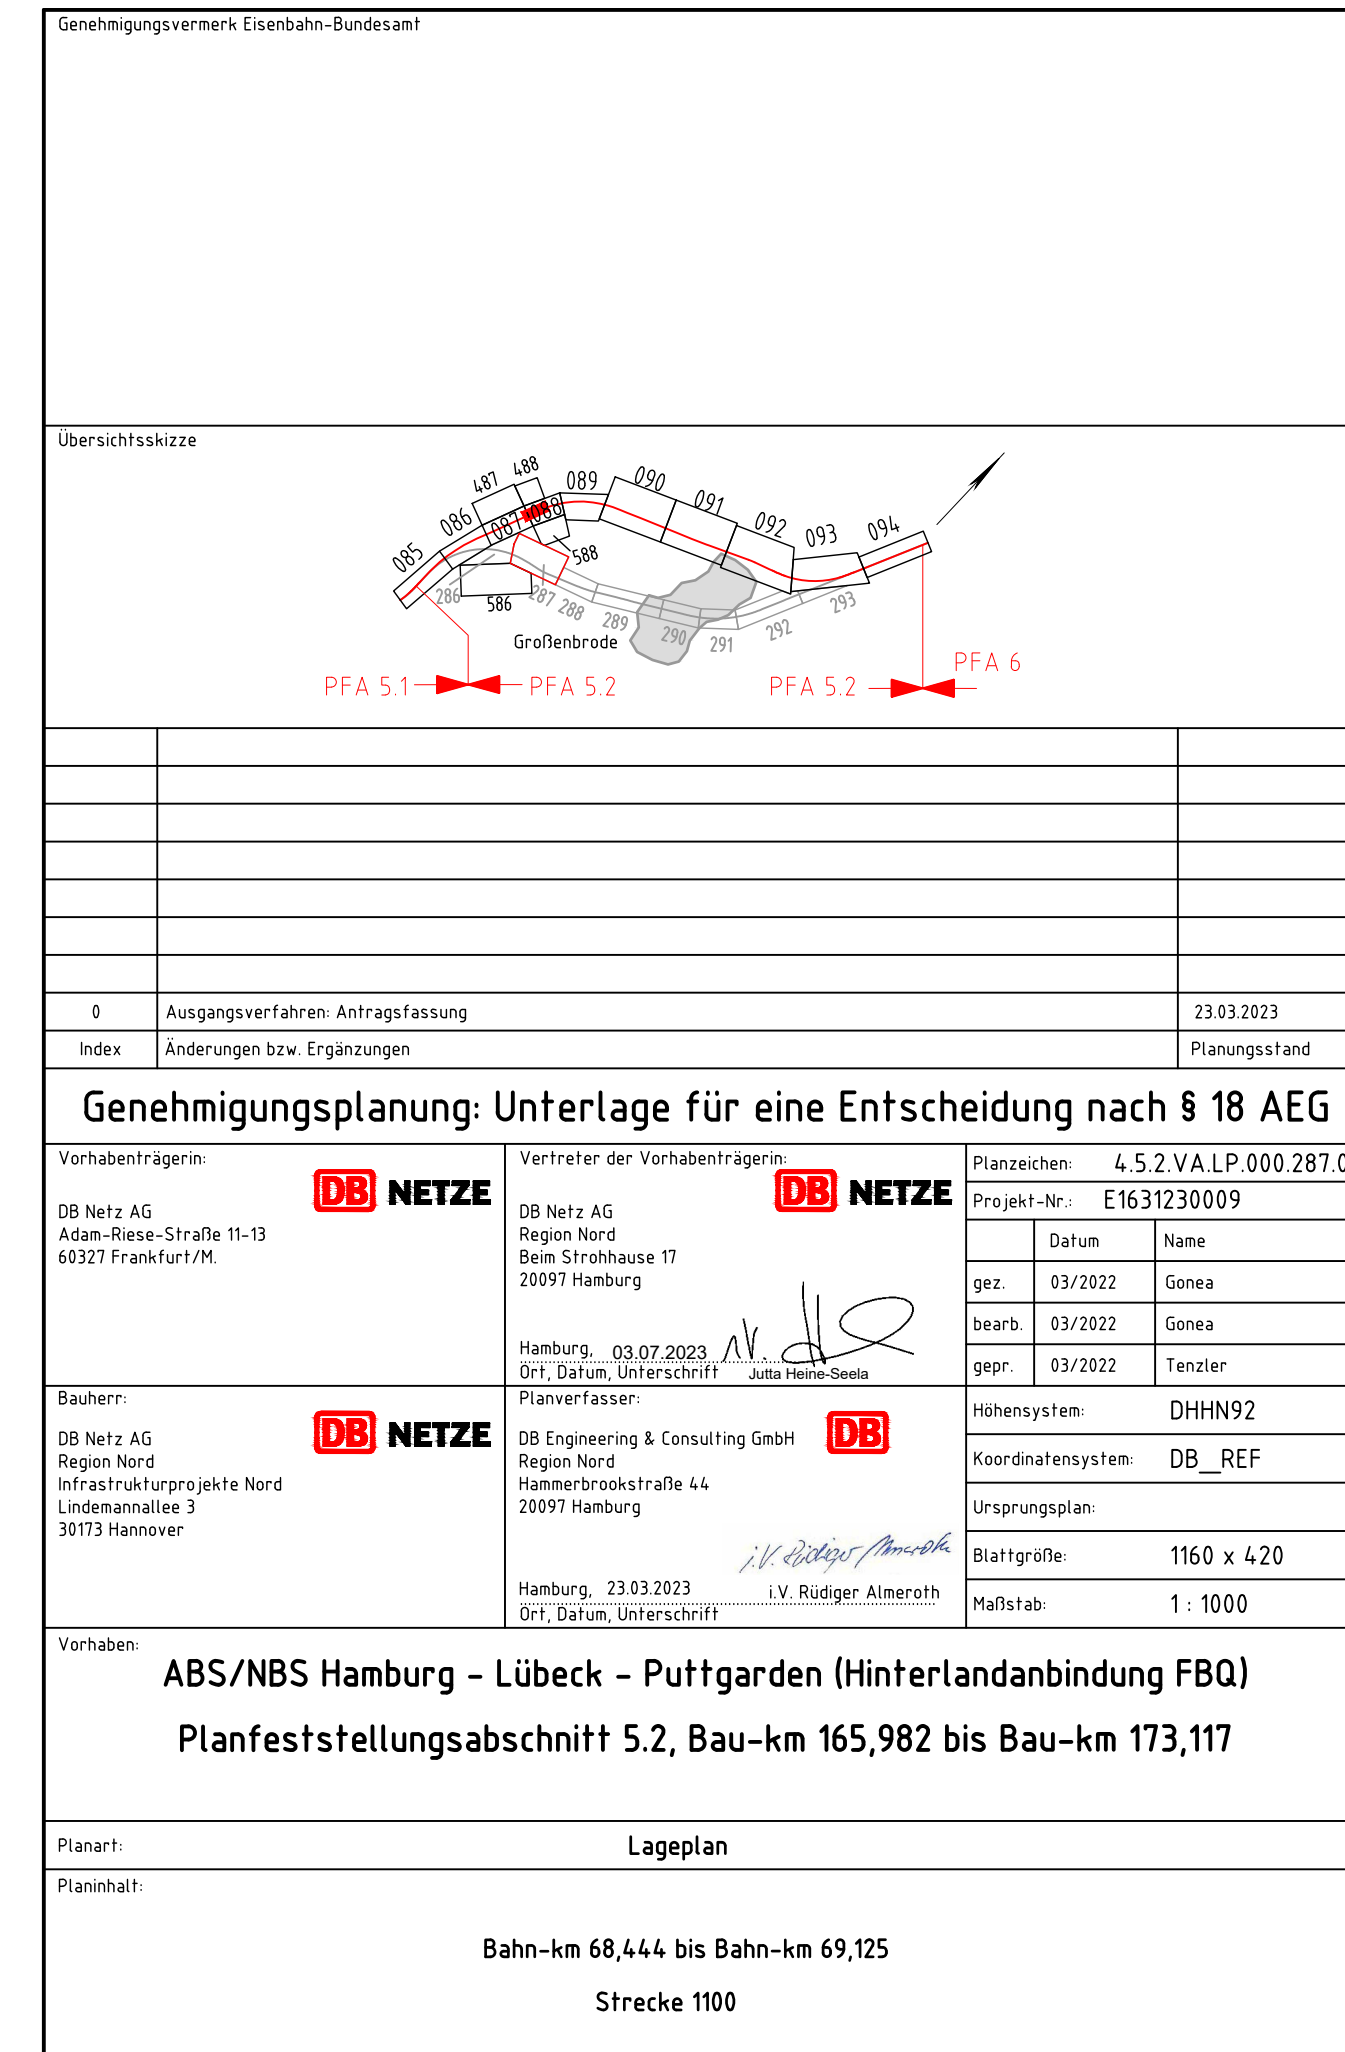 Genehmigungsvermerk Eisenbahn-Bundesamt
Übersichtsskizze
085
086
487
488
087
088
089
090
091
092
093
094
588
586
286
287
288
289
290
291
292
293
Großenbrode
PFA 5.1
PFA 5.2
PFA 5.2
PFA 6
0 Ausgangsverfahren: Antragsfassung 23.03.2023
Index Änderungen bzw. Ergänzungen Planungsstand
Genehmigungsplanung: Unterlage für eine Entscheidung nach § 18 AEG
Vorhabenträgerin:
DB NETZE
DB Netz AG
Adam-Riese-Straße 11-13
60327 Frankfurt/M.
Vertreter der Vorhabenträgerin:
DB NETZE
DB Netz AG
Region Nord
Beim Strohhause 17
20097 Hamburg
Hamburg, 03.07.2023
Ort, Datum, Unterschrift Jutta Heine-Seela
Planzeichen: 4.5.2.VA.LP.000.287.0
Projekt-Nr.: E1631230009
Datum Name
gez. 03/2022 Gonea
bearb. 03/2022 Gonea
gepr. 03/2022 Tenzler
Bauherr:
DB NETZE
DB Netz AG
Region Nord
Infrastrukturprojekte Nord
Lindemannallee 3
30173 Hannover
Planverfasser:
DB
DB Engineering & Consulting GmbH
Region Nord
Hammerbrookstraße 44
20097 Hamburg
i.V. Rüdiger Almeroth
Hamburg, 23.03.2023 i.V. Rüdiger Almeroth
Ort, Datum, Unterschrift
Höhensystem: DHHN92
Koordinatensystem: DB_REF
Ursprungsplan:
Blattgröße: 1160 x 420
Maßstab: 1 : 1000
Vorhaben:
ABS/NBS Hamburg - Lübeck - Puttgarden (Hinterlandanbindung FBQ)
Planfeststellungsabschnitt 5.2, Bau-km 165,982 bis Bau-km 173,117
Planart: Lageplan
Planinhalt:
Bahn-km 68,444 bis Bahn-km 69,125
Strecke 1100